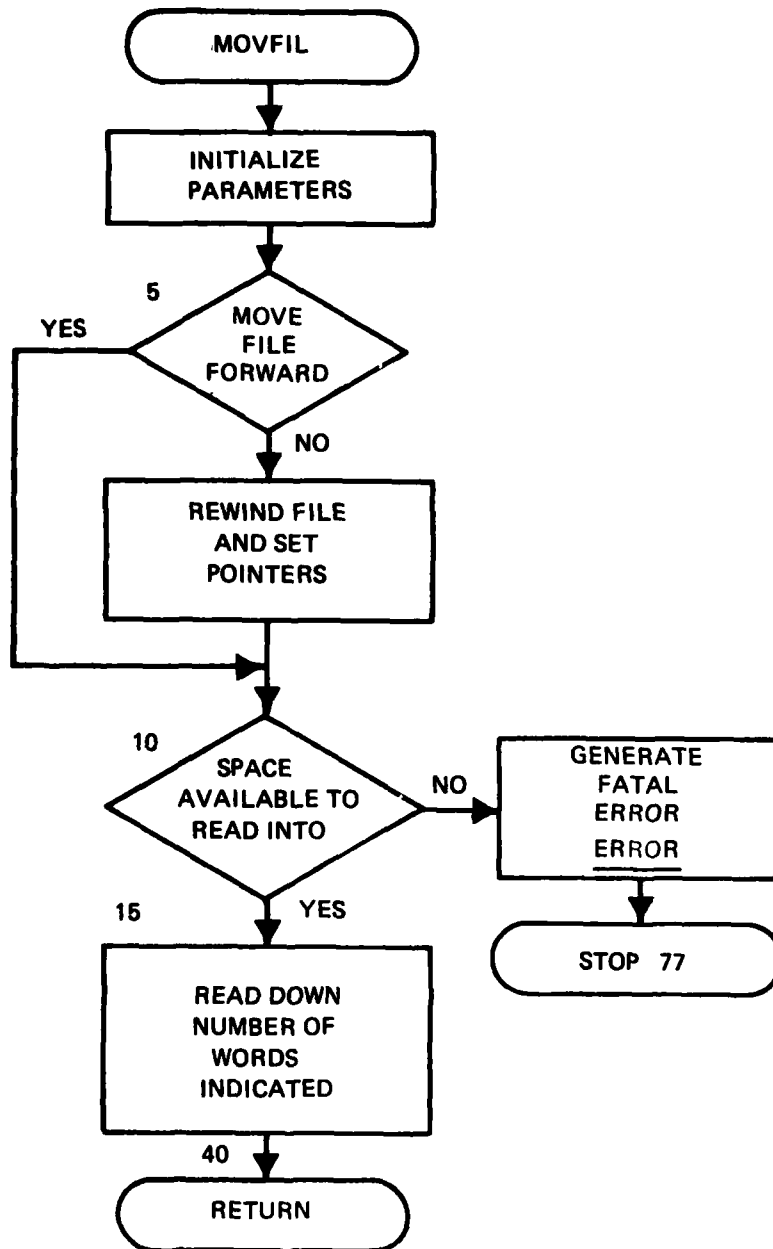 MOVFIL
INITIALIZE
PARAMETERS
5
YES
MOVE
FILE
FORWARD
NO
REWIND FILE
AND SET
POINTERS
10
SPACE
AVAILABLE TO
READ INTO
NO
GENERATE
FATAL
ERROR
ERROR
YES
15
STOP 77
READ DOWN
NUMBER OF
WORDS
INDICATED
40
RETURN